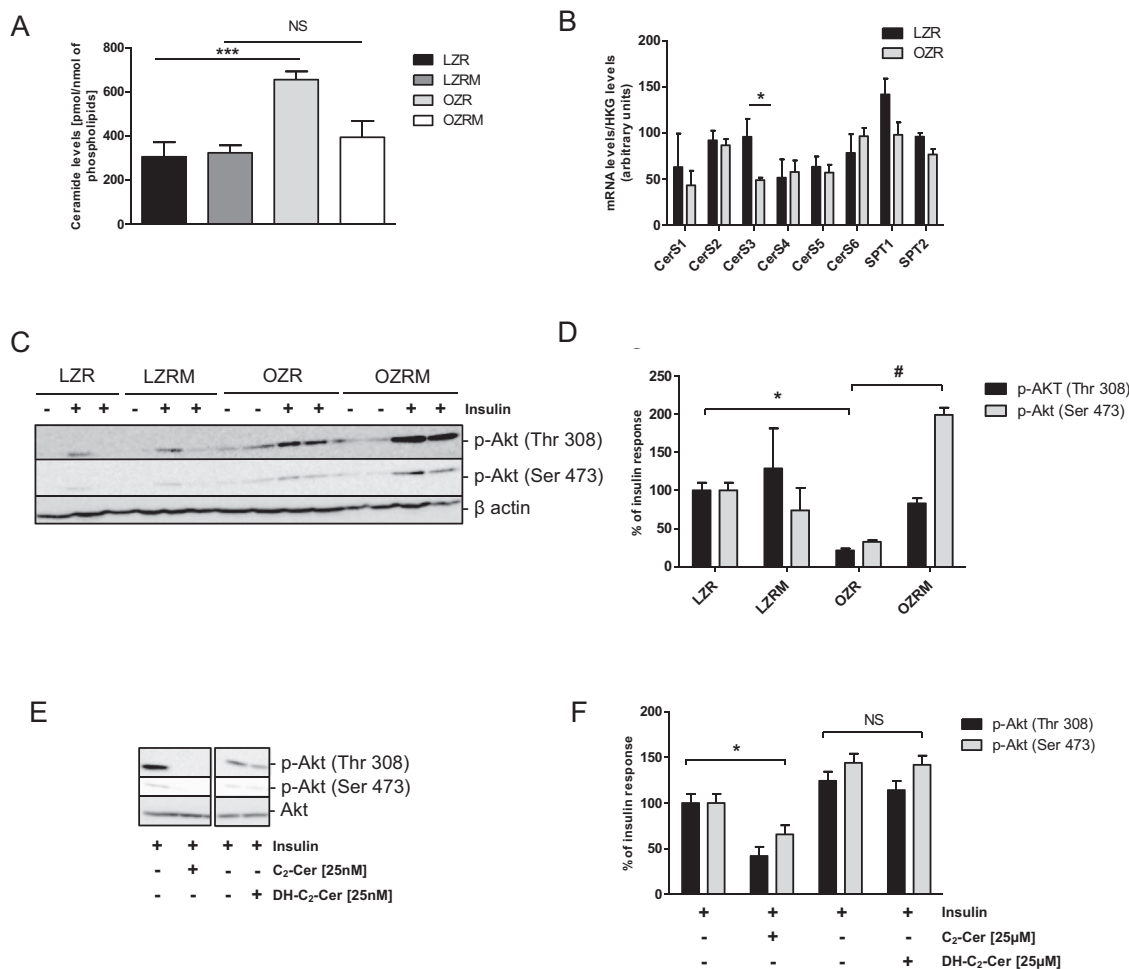 A
NS
***
Ceramide levels [pmol/nmol of
phospholipids]
800
600
400
200
0
LZR
LZRM
OZR
OZRM
B
LZR
OZR
mRNA levels/HKG levels
(arbitrary units)
200
150
100
50
0
*
CerS1
CerS2
CerS3
CerS4
CerS5
CerS6
SPT1
SPT2
C
LZR LZRM OZR OZRM
- + + - + + - - + + - - + + Insulin
p-Akt (Thr 308)
p-Akt (Ser 473)
β actin
D
% of insulin response
250
200
150
100
50
0
*
#
p-AKT (Thr 308)
p-Akt (Ser 473)
LZR
LZRM
OZR
OZRM
E
p-Akt (Thr 308)
p-Akt (Ser 473)
Akt
+ + + + Insulin
- + - - C₂-Cer [25nM]
- - - + DH-C₂-Cer [25nM]
F
% of insulin response
200
150
100
50
0
*
NS
p-Akt (Thr 308)
p-Akt (Ser 473)
+ + + + Insulin
- + - - C₂-Cer [25µM]
- - - + DH-C₂-Cer [25µM]